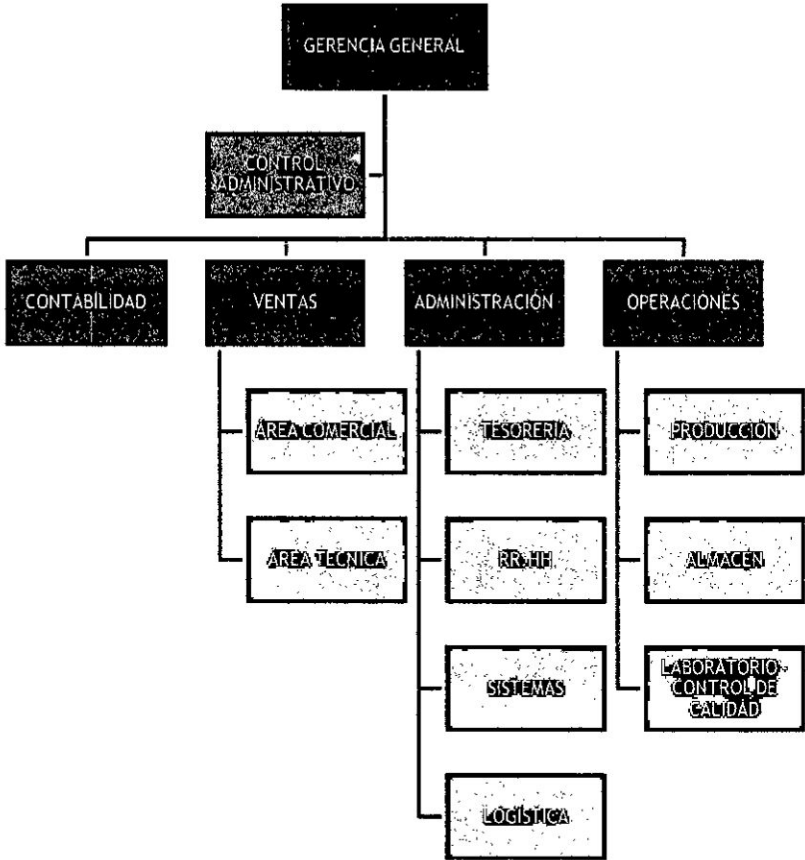 GERENCIA GENERAL
CONTROL
ADMINISTRATIVO
CONTABILIDAD
VENTAS
ADMINISTRACIÓN
OPERACIONES
ÁREA COMERCIAL
TESORERÍA
PRODUCCIÓN
ÁREA TÉCNICA
RR.HH
ALMACÉN
SISTEMAS
LABORATORIO-
CONTROL DE
CALIDAD
LOGÍSTICA